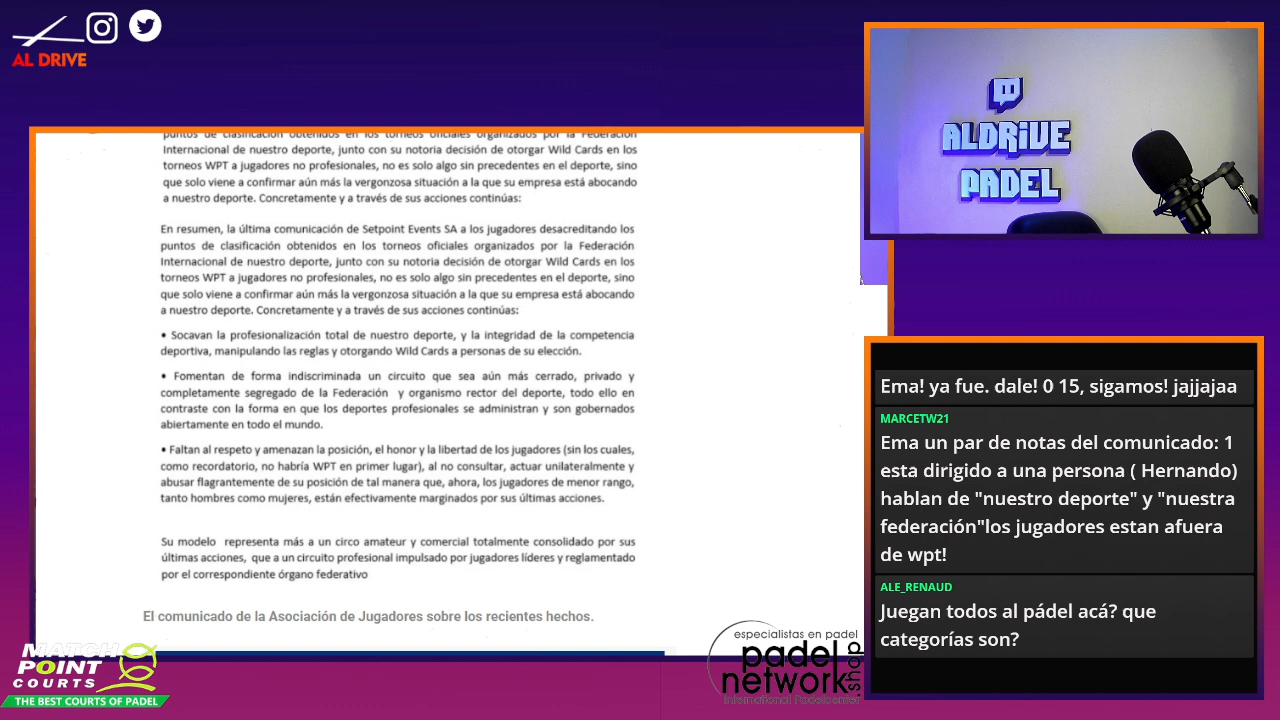 AL DRIVE
puntos de clasificación obtenidos en los torneos oficiales organizados por la Federación
Internacional de nuestro deporte, junto con su notoria decisión de otorgar Wild Cards en los
torneos WPT a jugadores no profesionales, no es solo algo sin precedentes en el deporte, sino
que solo viene a confirmar aún más la vergonzosa situación a la que su empresa está abocando
a nuestro deporte. Concretamente y a través de sus acciones continúas:
En resumen, la última comunicación de Setpoint Events SA a los jugadores desacreditando los
puntos de clasificación obtenidos en los torneos oficiales organizados por la Federación
Internacional de nuestro deporte, junto con su notoria decisión de otorgar Wild Cards en los
torneos WPT a jugadores no profesionales, no es solo algo sin precedentes en el deporte, sino
que solo viene a confirmar aún más la vergonzosa situación a la que su empresa está abocando
a nuestro deporte. Concretamente y a través de sus acciones continúas:
• Socavan la profesionalización total de nuestro deporte, y la integridad de la competencia
deportiva, manipulando las reglas y otorgando Wild Cards a personas de su elección.
• Fomentan de forma indiscriminada un circuito que sea aún más cerrado, privado y
completamente segregado de la Federación y organismo rector del deporte, todo ello en
contraste con la forma en que los deportes profesionales se administran y son gobernados
abiertamente en todo el mundo.
• Faltan al respeto y amenazan la posición, el honor y la libertad de los jugadores (sin los cuales,
como recordatorio, no habría WPT en primer lugar), al no consultar, actuar unilateralmente y
abusar flagrantemente de su posición de tal manera que, ahora, los jugadores de menor rango,
tanto hombres como mujeres, están efectivamente marginados por sus últimas acciones.
Su modelo representa más a un circo amateur y comercial totalmente consolidado por sus
últimas acciones, que a un circuito profesional impulsado por jugadores líderes y reglamentado
por el correspondiente órgano federativo
El comunicado de la Asociación de Jugadores sobre los recientes hechos.
MATCH
POINT
COURTS
THE BEST COURTS OF PADEL
especialistas en padel
padel
network
.shop
International Padelcenter
ALDRIVE
PADEL
Ema! ya fue. dale! 0 15, sigamos! jajjajaa
MARCETW21
Ema un par de notas del comunicado: 1
esta dirigido a una persona ( Hernando)
hablan de "nuestro deporte" y "nuestra
federación"los jugadores estan afuera
de wpt!
ALE_RENAUD
Juegan todos al pádel acá? que
categorías son?